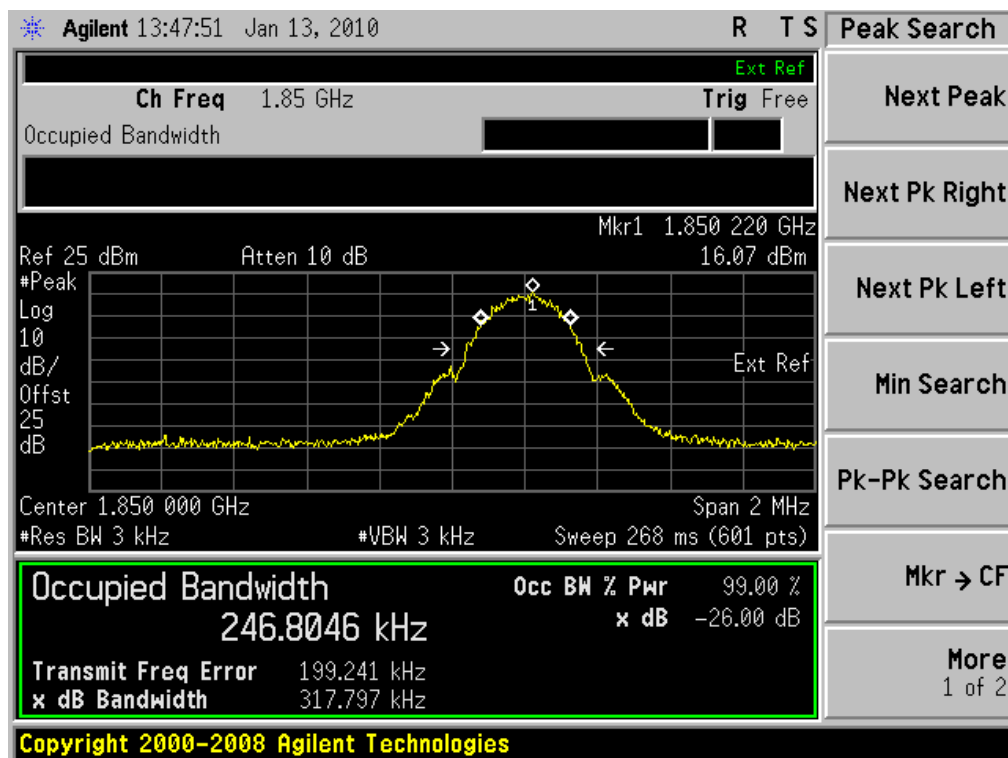 Agilent 13:47:51 Jan 13, 2010 R T S
Peak Search
Ext Ref
Ch Freq 1.85 GHz Trig Free
Occupied Bandwidth
Mkr1 1.850 220 GHz
Ref 25 dBm Atten 10 dB 16.07 dBm
#Peak
Log
10
dB/
Offst
25
dB
1
Ext Ref
Center 1.850 000 GHz Span 2 MHz
#Res BW 3 kHz #VBW 3 kHz Sweep 268 ms (601 pts)
Occupied Bandwidth Occ BW % Pwr 99.00 %
246.8046 kHz x dB -26.00 dB
Transmit Freq Error 199.241 kHz
x dB Bandwidth 317.797 kHz
Copyright 2000-2008 Agilent Technologies
Next Peak
Next Pk Right
Next Pk Left
Min Search
Pk-Pk Search
Mkr → CF
More
1 of 2